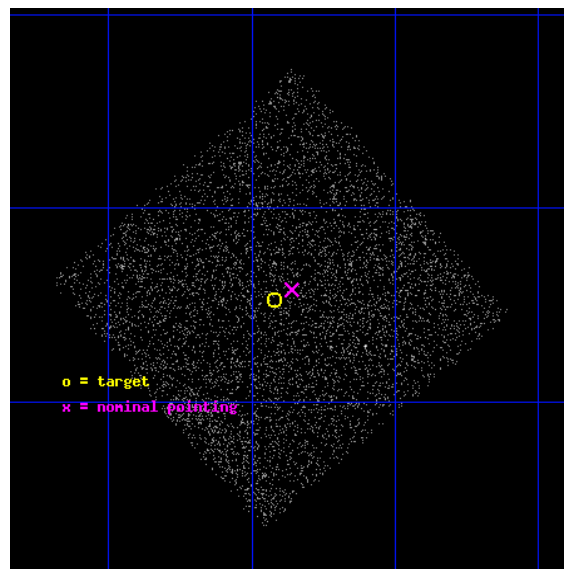 o = target
x = nominal pointing